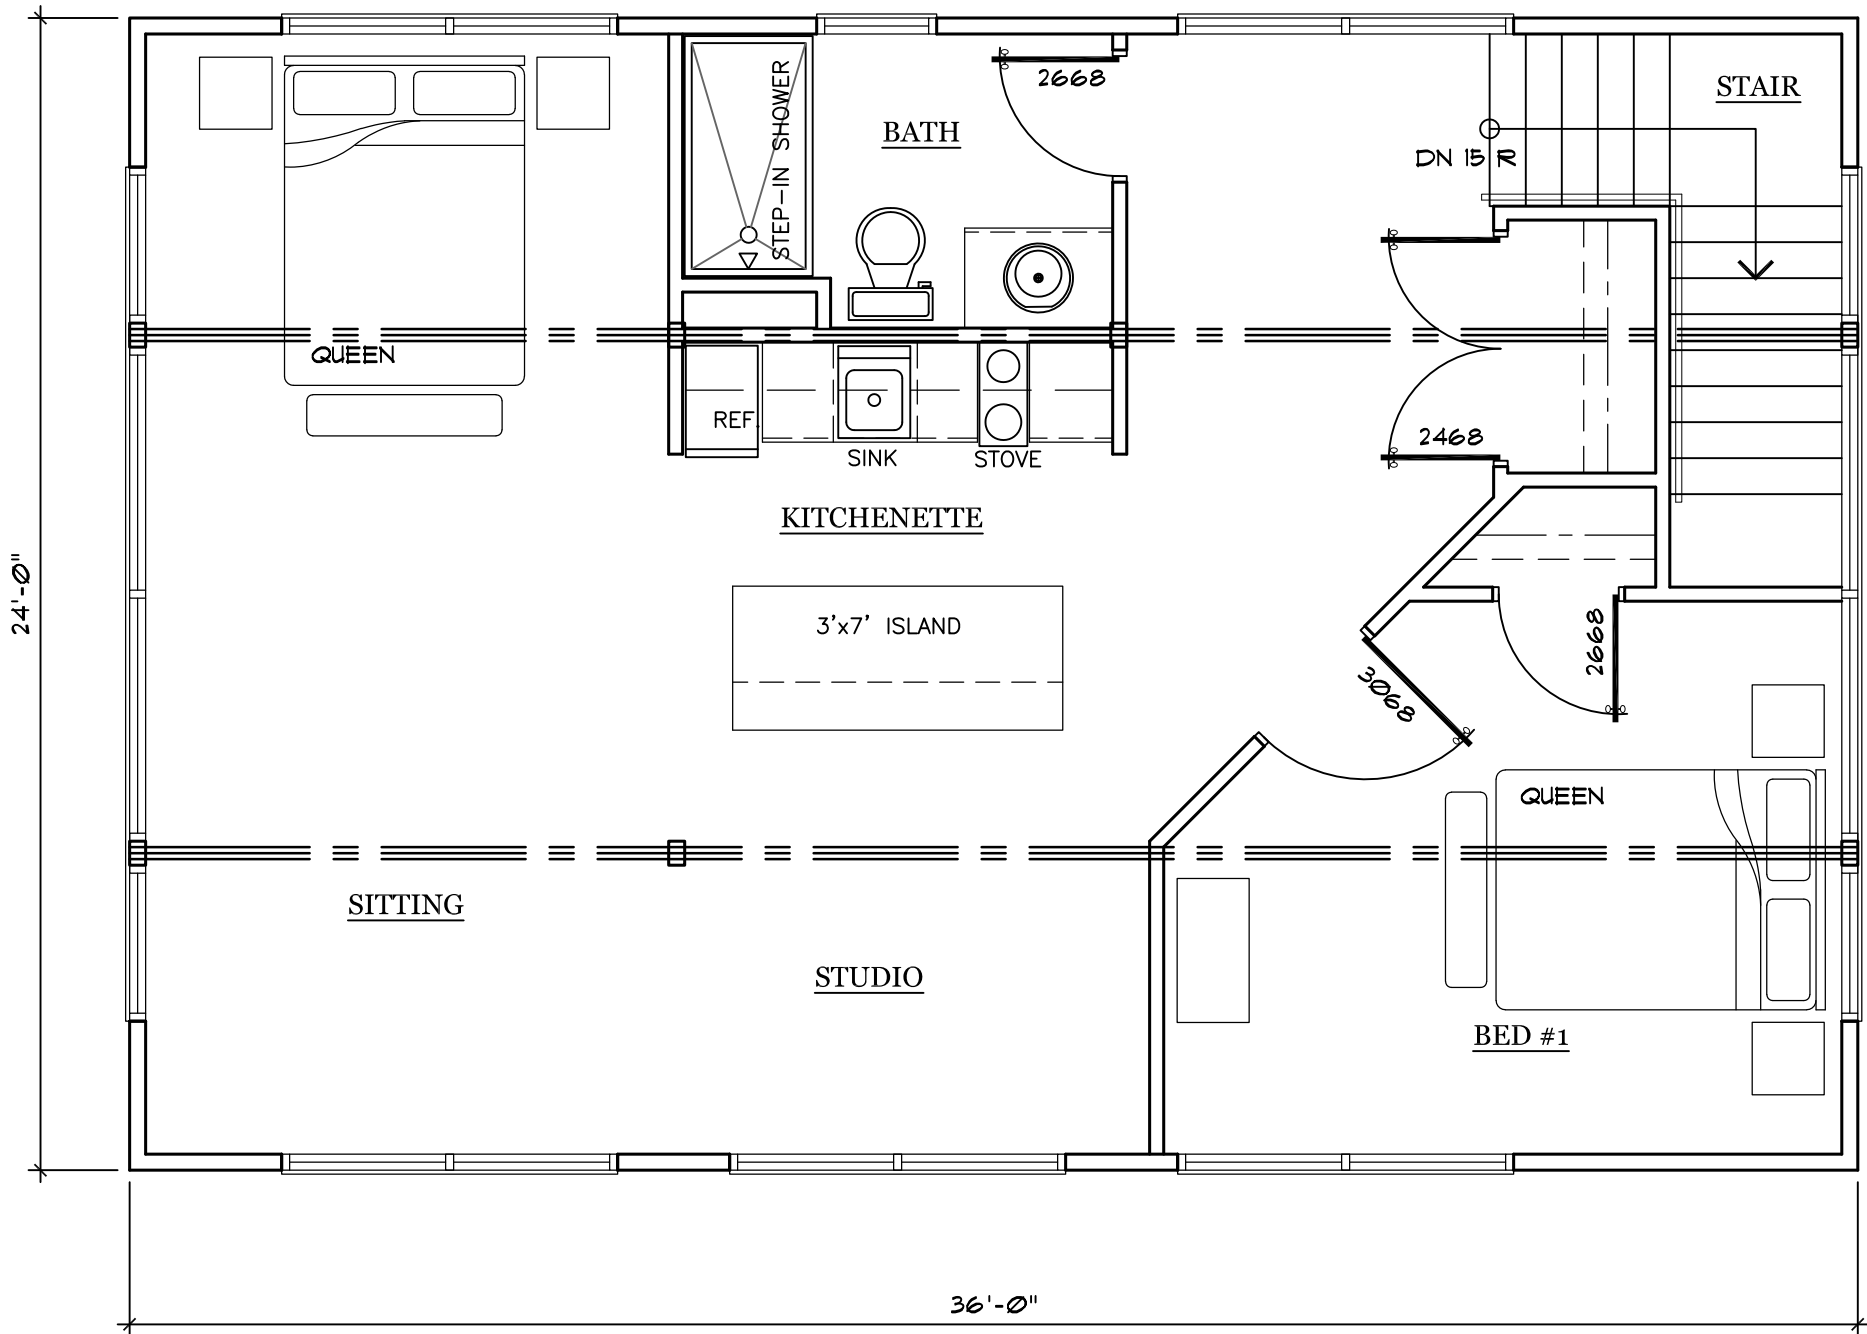 STEP-IN SHOWER
2668
STAIR
BATH
DN 15 R
QUEEN
REF.
SINK
STOVE
2468
KITCHENETTE
24'-0"
3'x7' ISLAND
2668
3068
QUEEN
SITTING
STUDIO
BED #1
36'-0"